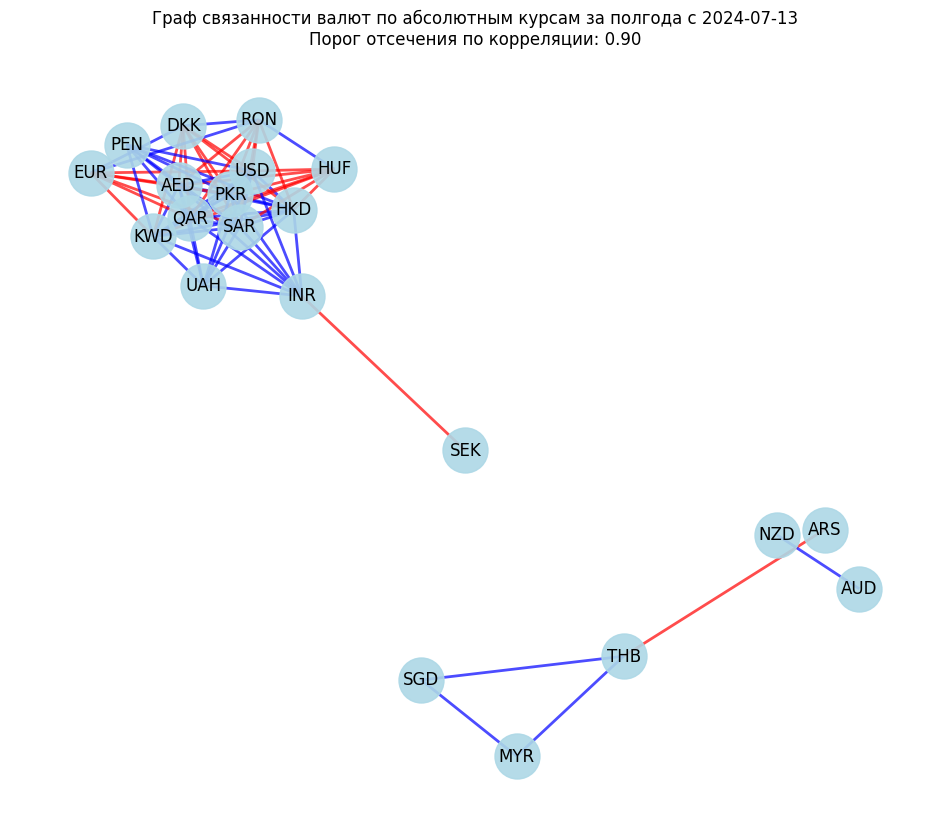 Граф связанности валют по абсолютным курсам за полгода с 2024-07-13
Порог отсечения по корреляции: 0.90
RON
DKK
PEN
HUF
USD
EUR
AED
PKR
HKD
QAR
SAR
KWD
UAH
INR
SEK
ARS
NZD
AUD
THB
SGD
MYR